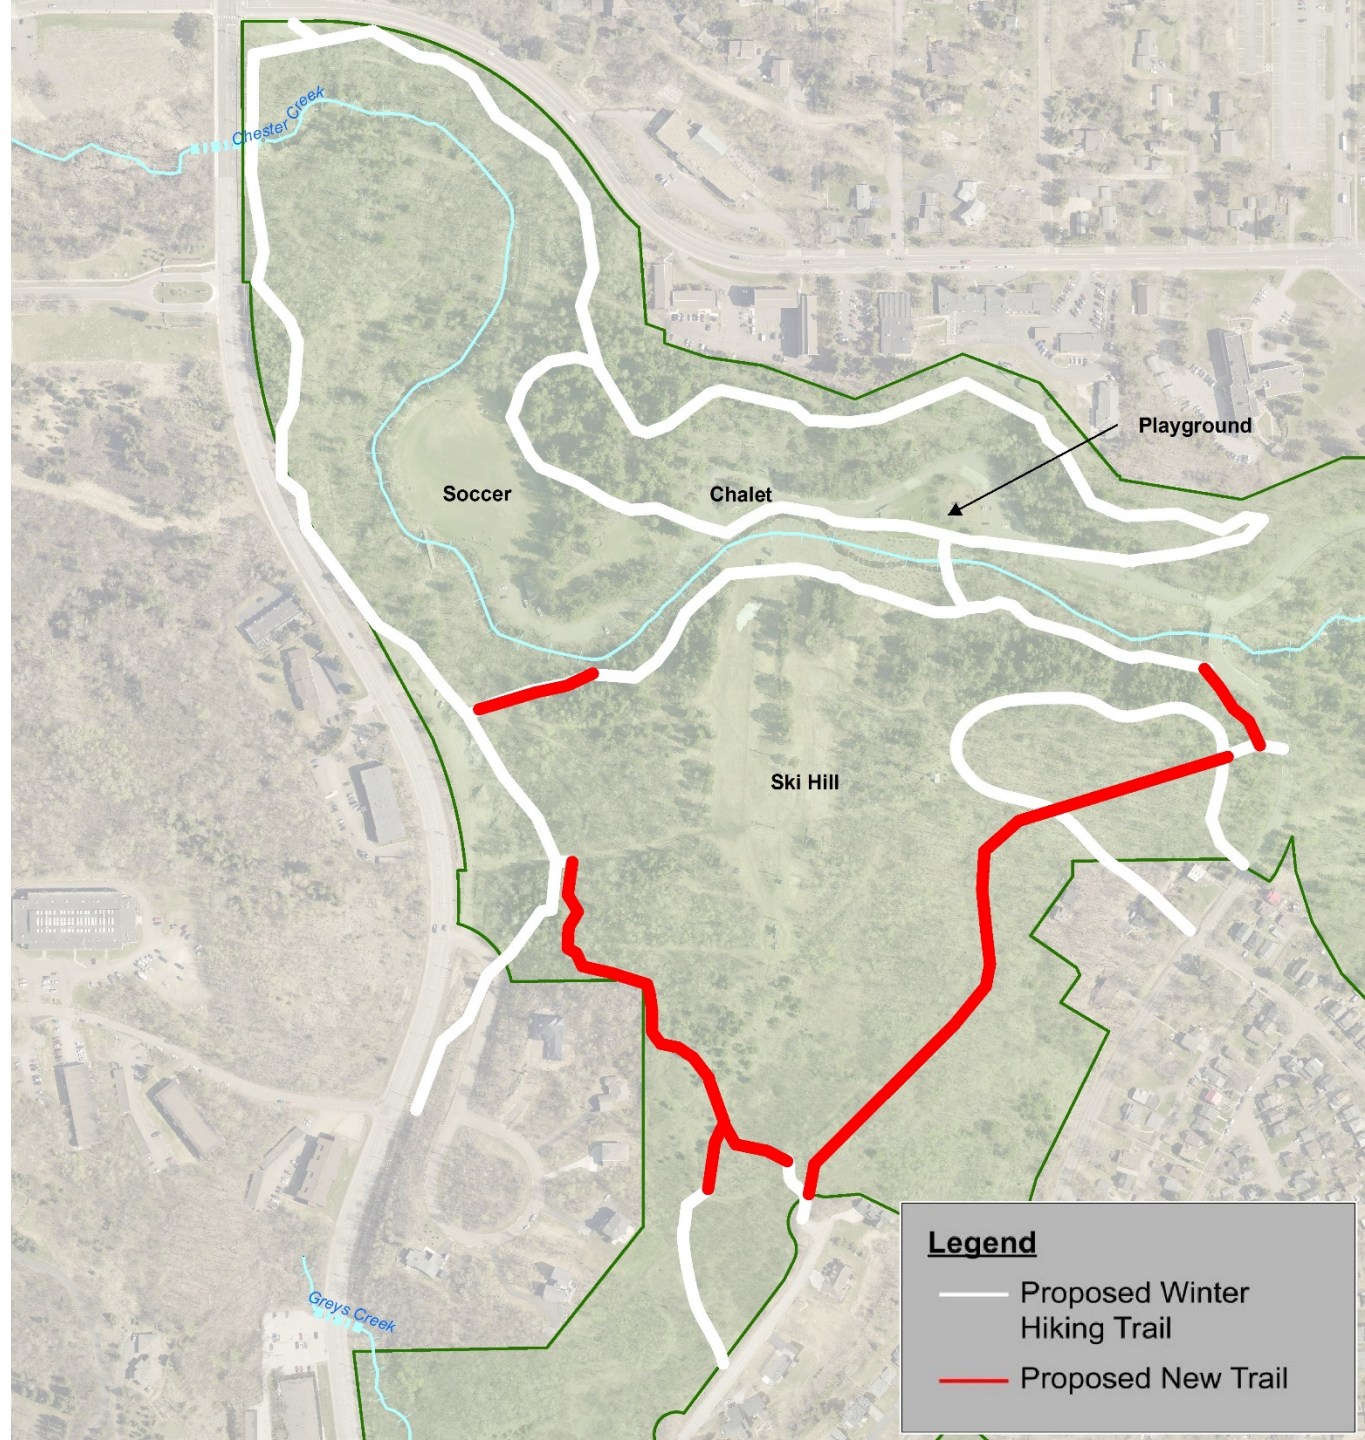 Chester Creek
Playground
Soccer
Chalet
Ski Hill
Greys Creek
Legend
Proposed Winter
Hiking Trail
Proposed New Trail